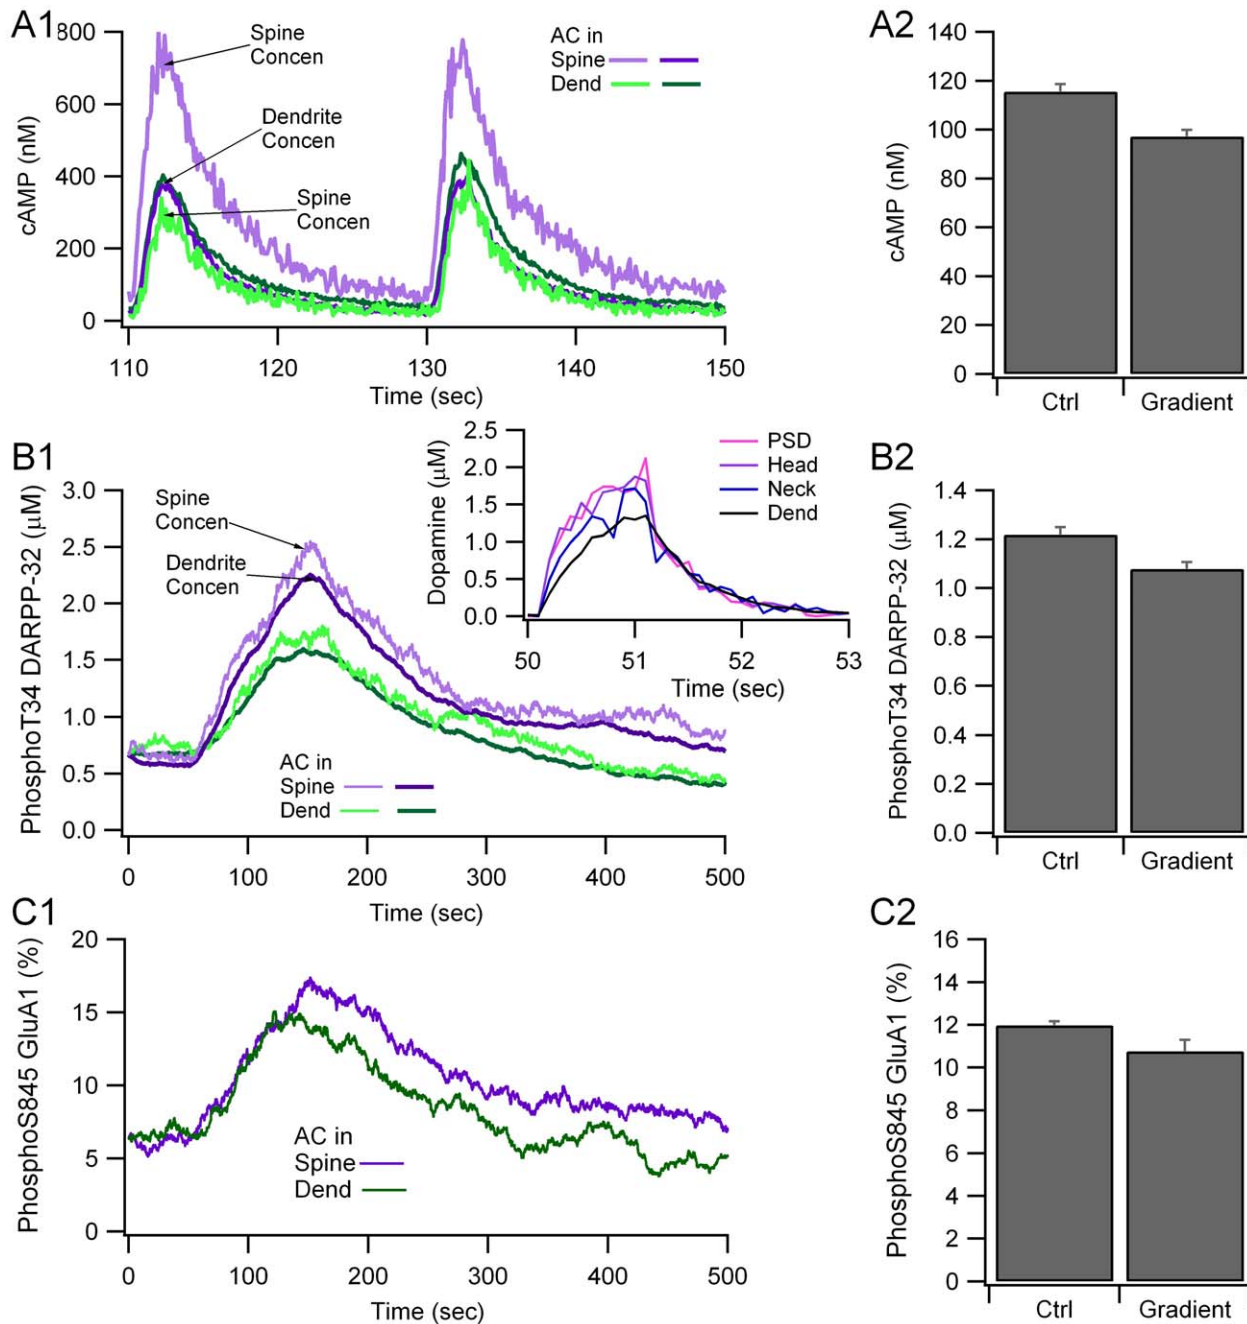 A1
800
600
400
200
0
cAMP (nM)
Spine
Concen
Dendrite
Concen
Spine
Concen
AC in
Spine
Dend
110
120
130
140
150
Time (sec)
A2
140
120
100
80
60
40
20
0
cAMP (nM)
Ctrl
Gradient
B1
3.0
2.5
2.0
1.5
1.0
0.5
0.0
PhosphoT34 DARPP-32 (μM)
Spine
Concen
Dendrite
Concen
AC in
Spine
Dend
0
100
200
300
400
500
Time (sec)
2.5
2.0
1.5
1.0
0.5
0.0
Dopamine (μM)
PSD
Head
Neck
Dend
50
51
52
53
Time (sec)
B2
1.4
1.2
1.0
0.8
0.6
0.4
0.2
0.0
PhosphoT34 DARPP-32 (μM)
Ctrl
Gradient
C1
20
15
10
5
0
PhosphoS845 GluA1 (%)
AC in
Spine
Dend
0
100
200
300
400
500
Time (sec)
C2
16
14
12
10
8
6
4
2
0
PhosphoS845 GluA1 (%)
Ctrl
Gradient